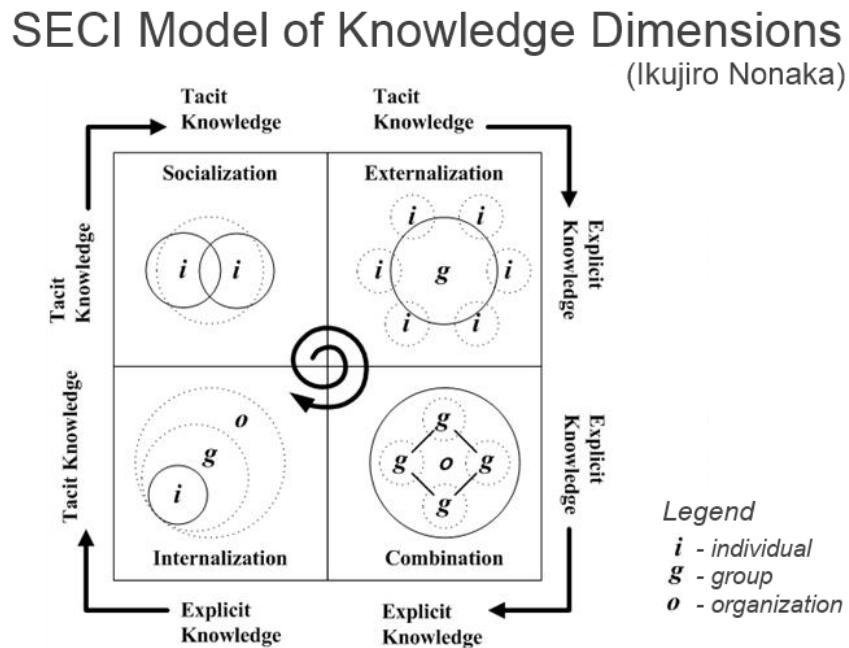 SECI Model of Knowledge Dimensions
(Ikujiro Nonaka)
Tacit
Knowledge
Tacit
Knowledge
Tacit
Knowledge
Socialization
i i
Externalization
i i
i g i
i i
Explicit
Knowledge
Tacit Knowledge
o
g
i
Internalization
g
g o g
g
Combination
Explicit
Knowledge
Explicit
Knowledge
Explicit
Knowledge
Legend
i - individual
g - group
o - organization